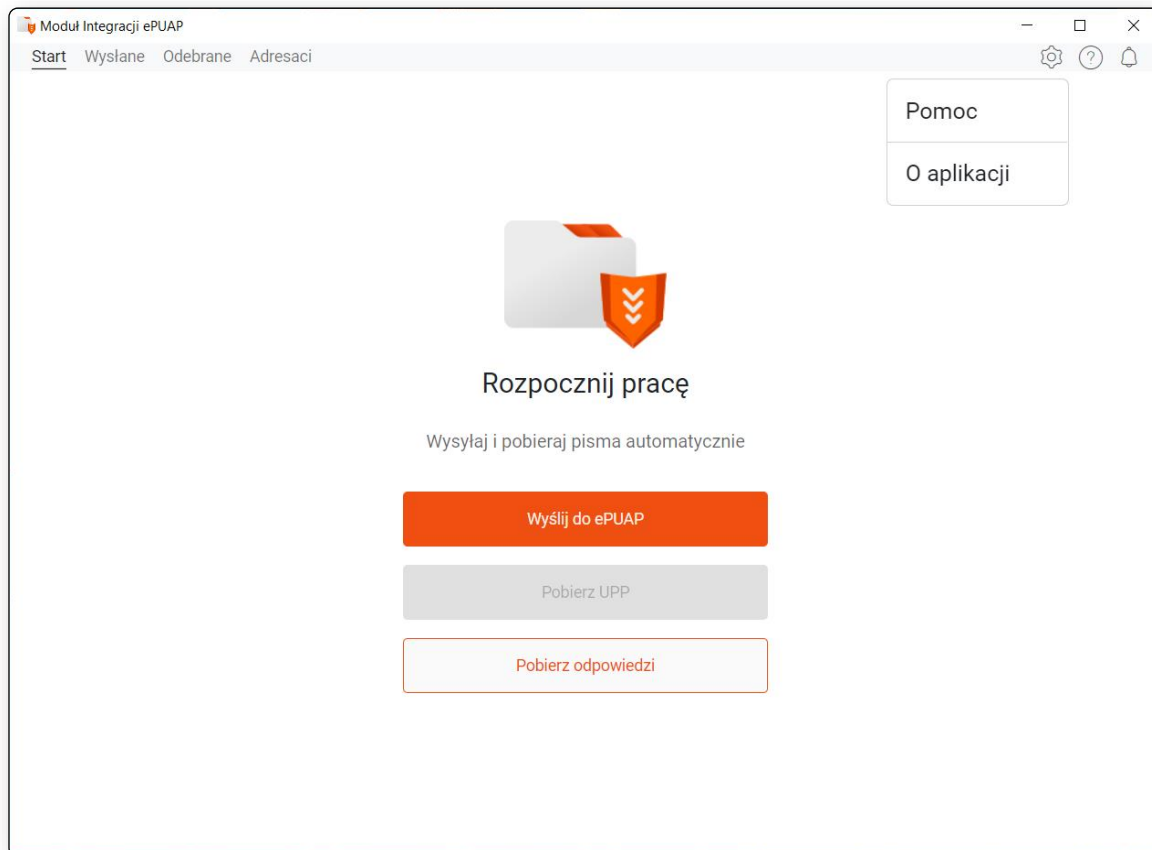 Moduł Integracji ePUAP
Start Wysłane Odebrane Adresaci
Pomoc
O aplikacji
Rozpocznij pracę
Wysyłaj i pobieraj pisma automatycznie
Wyślij do ePUAP
Pobierz UPP
Pobierz odpowiedzi